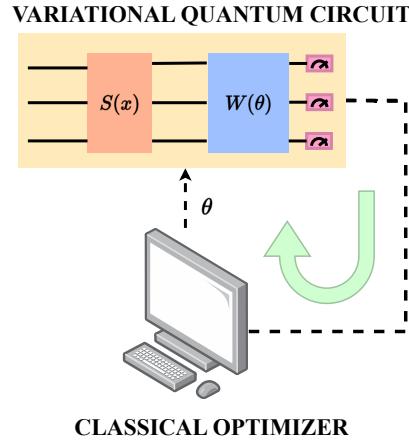 VARIATIONAL QUANTUM CIRCUIT
S(x)
W(θ)
θ
CLASSICAL OPTIMIZER